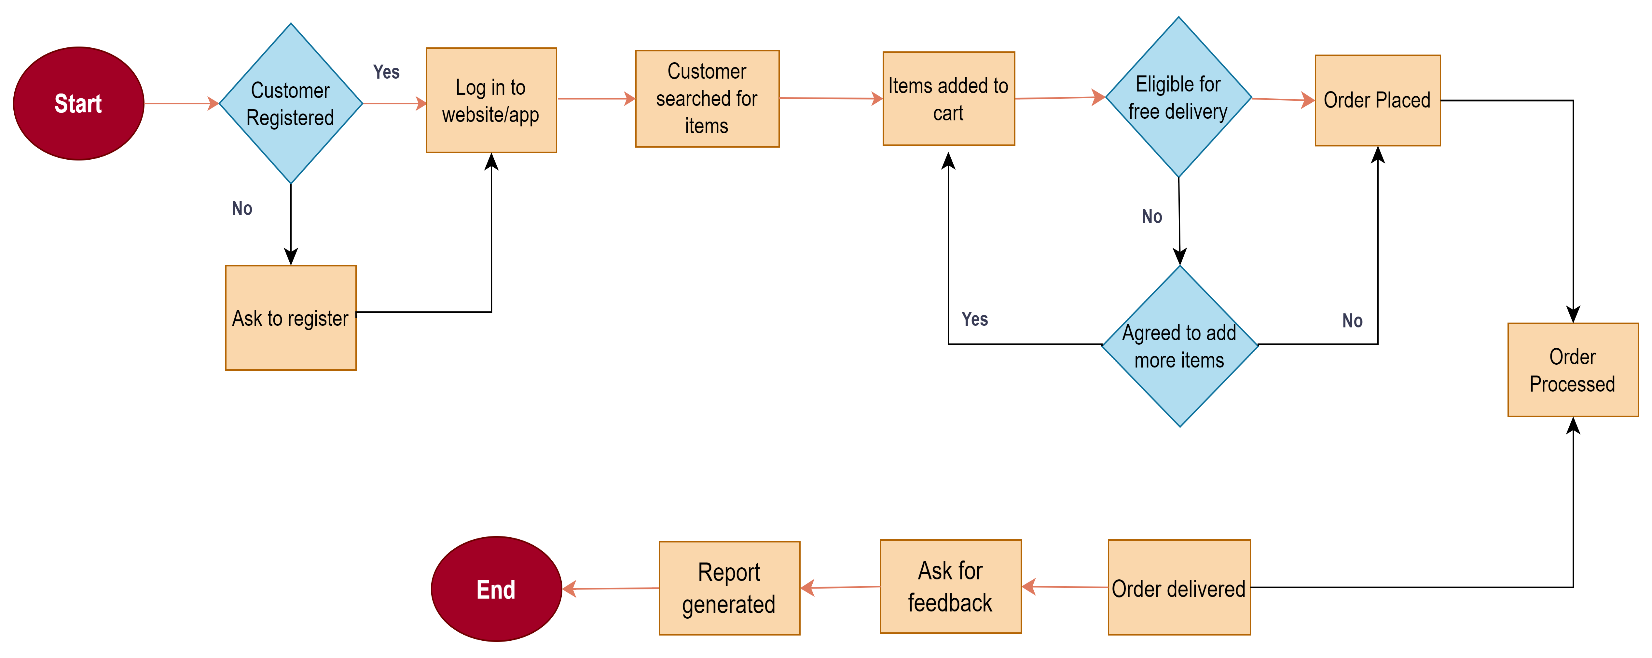 Start
Customer
Registered
Yes
Log in to
website/app
Customer
searched for
items
Items added to
cart
Eligible for
free delivery
Order Placed
No
Ask to register
No
Yes
Agreed to add
more items
No
Order
Processed
End
Report
generated
Ask for
feedback
Order delivered